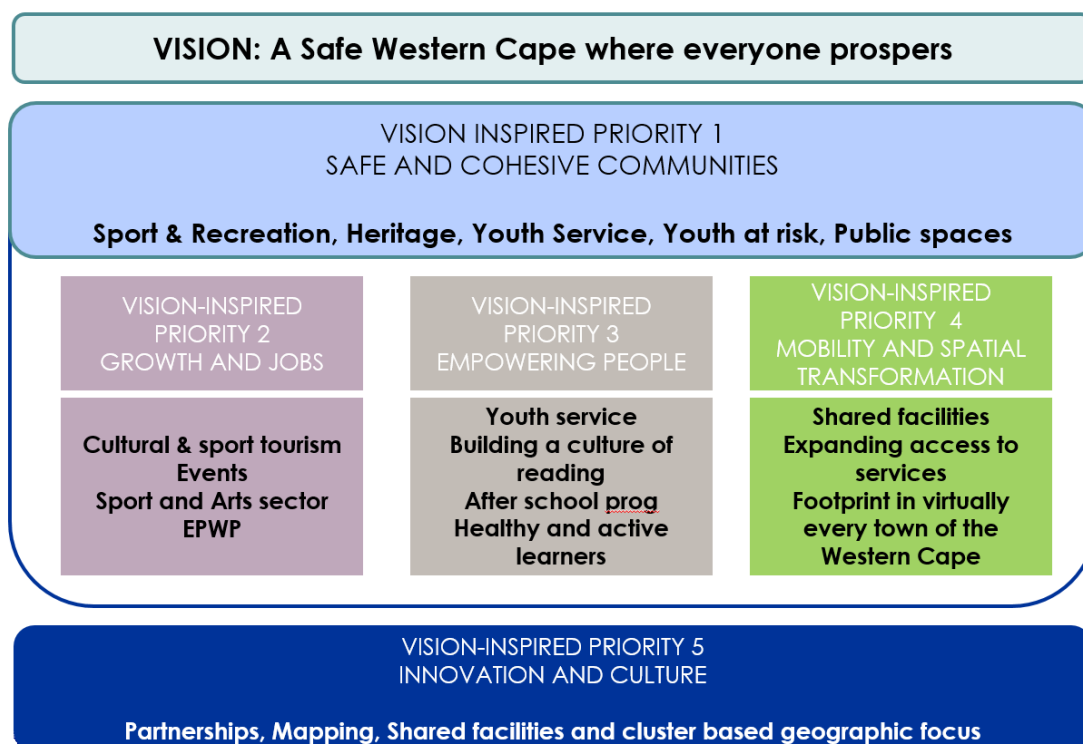 VISION: A Safe Western Cape where everyone prospers
VISION INSPIRED PRIORITY 1
SAFE AND COHESIVE COMMUNITIES
Sport & Recreation, Heritage, Youth Service, Youth at risk, Public spaces
VISION-INSPIRED
PRIORITY 2
GROWTH AND JOBS
Cultural & sport tourism
Events
Sport and Arts sector
EPWP
VISION-INSPIRED
PRIORITY 3
EMPOWERING PEOPLE
Youth service
Building a culture of
reading
After school prog
Healthy and active
learners
VISION-INSPIRED
PRIORITY 4
MOBILITY AND SPATIAL
TRANSFORMATION
Shared facilities
Expanding access to
services
Footprint in virtually
every town of the
Western Cape
VISION-INSPIRED PRIORITY 5
INNOVATION AND CULTURE
Partnerships, Mapping, Shared facilities and cluster based geographic focus